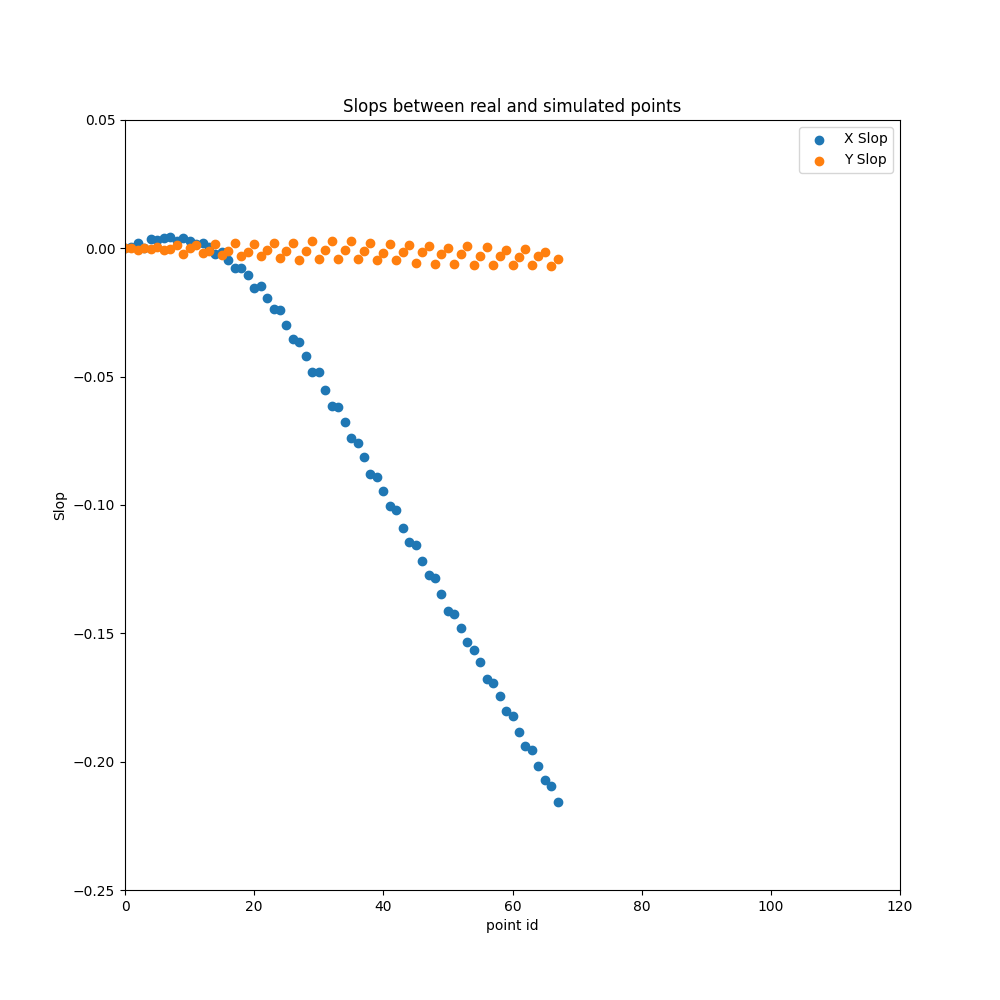 Slops between real and simulated points
X Slop
Y Slop
0.05
0.00
−0.05
−0.10
−0.15
−0.20
−0.25
Slop
0 20 40 60 80 100 120
point id